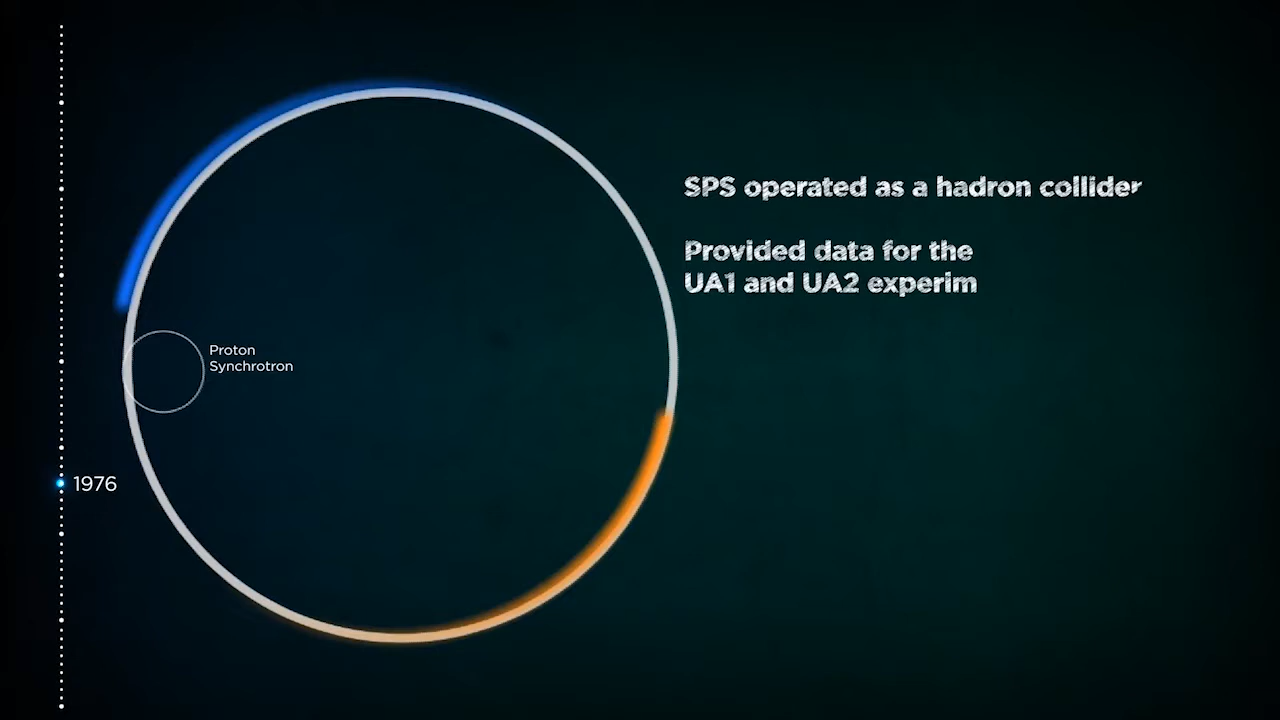 SPS operated as a hadron collider
Provided data for the
UA1 and UA2 experim
Proton
Synchrotron
1976